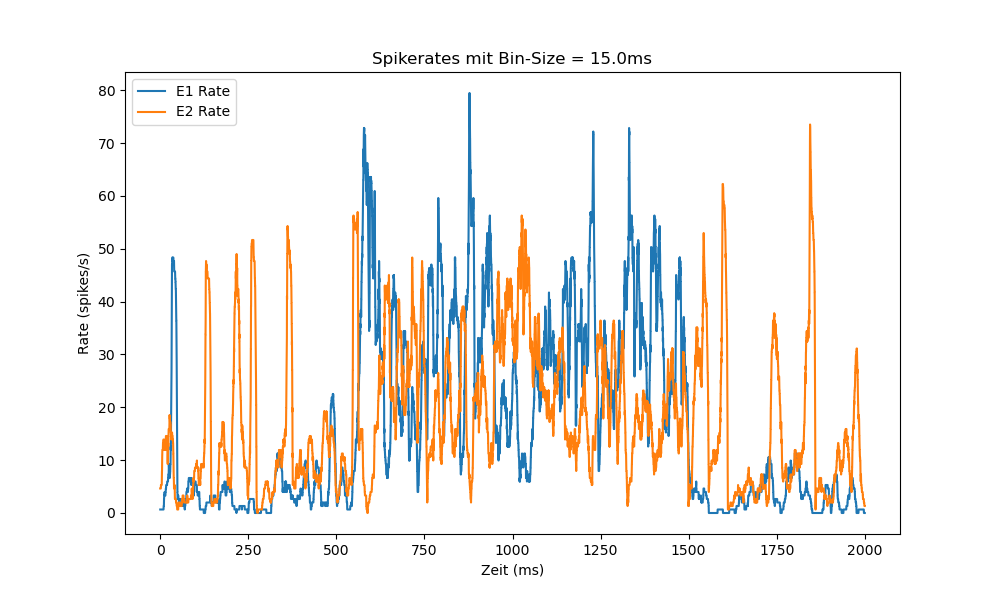 Spikerates mit Bin-Size = 15.0ms
E1 Rate
E2 Rate
80
70
60
50
40
30
20
10
0
Rate (spikes/s)
0 250 500 750 1000 1250 1500 1750 2000
Zeit (ms)